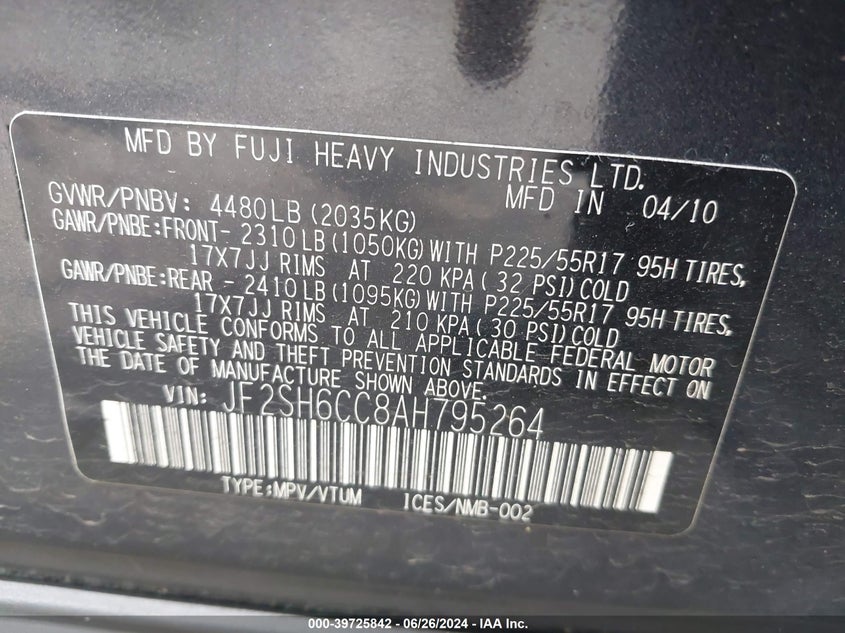 MFD BY FUJI HEAVY INDUSTRIES LTD.
MFD IN 04/10
GVWR/PNBV: 4480LB(2035KG)
GAWR/PNBE:FRONT- 2310LB(1050KG)WITH P225/55R17 95H TIRES,
17X7JJ RIMS AT 220 KPA( 32 PSI)COLD
GAWR/PNBE:REAR - 2410LB(1095KG)WITH P225/55R17 95H TIRES,
17X7JJ RIMS AT 210 KPA( 30 PSI)COLD
THIS VEHICLE CONFORMS TO ALL APPLICABLE FEDERAL MOTOR
VEHICLE SAFETY AND THEFT PREVENTION STANDARDS IN EFFECT ON
THE DATE OF MANUFACTURE SHOWN ABOVE.
VIN: JF2SH6CC8AH795264
TYPE:MPV/VTUM ICES/NMB-002
000-39725842 / 06/26/2024 - IAA Inc.